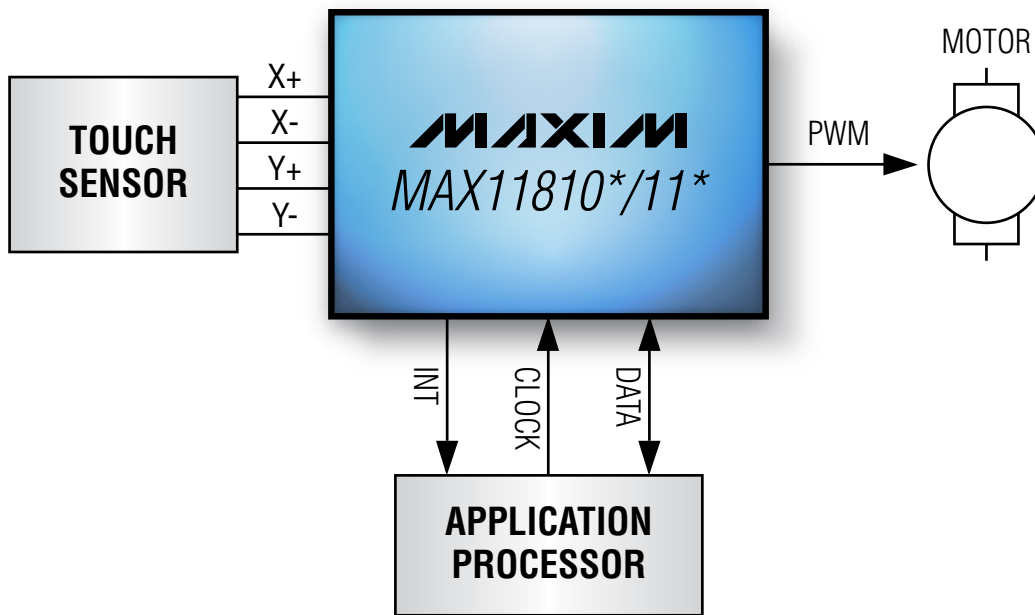 TOUCH
SENSOR
X+
X-
Y+
Y-
MAXIM
MAX11810*/11*
PWM
MOTOR
INT
CLOCK
DATA
APPLICATION
PROCESSOR